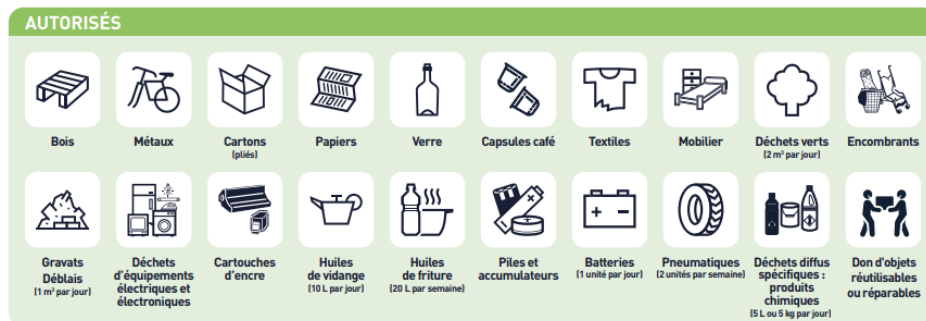 AUTORISÉS
Bois
Métaux
Cartons
(pliés)
Papiers
Verre
Capsules café
Textiles
Mobilier
Déchets verts
(2 m³ par jour)
Encombrants
Gravats
Déblais
(1 m³ par jour)
Déchets
d'équipements
électriques et
électroniques
Cartouches
d'encre
Huiles
de vidange
(10 L par jour)
Huiles
de friture
(20 L par semaine)
Piles et
accumulateurs
Batteries
(1 unité par jour)
Pneumatiques
(2 unités par semaine)
Déchets diffus
spécifiques :
produits
chimiques
(5 L ou 5 kg par jour)
Don d'objets
réutilisables
ou réparables